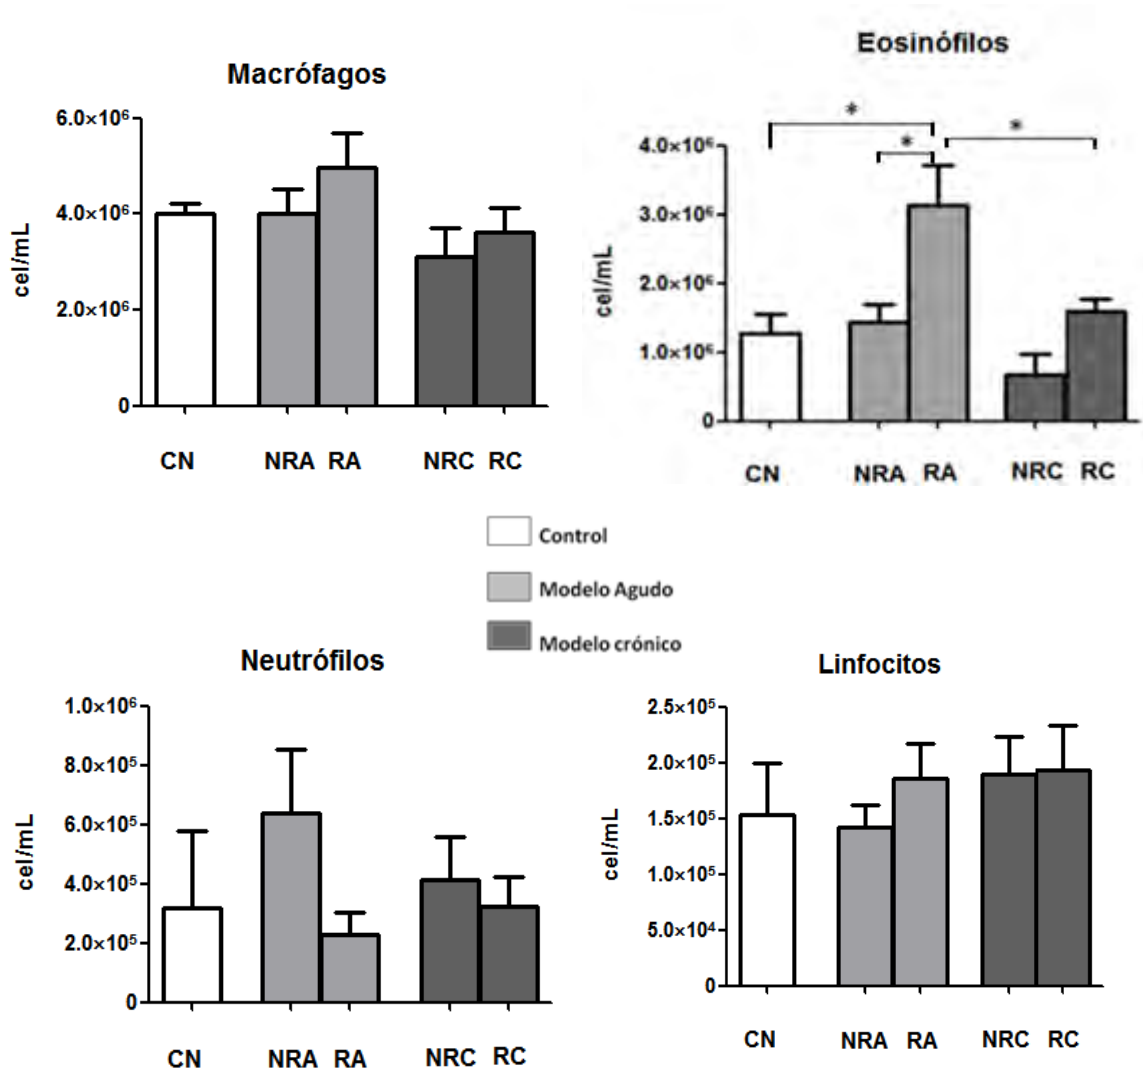 Macrófagos
6.0×10⁶
4.0×10⁶
2.0×10⁶
0
cel/mL
CN NRA RA NRC RC
Eosinófilos
* * *
4.0×10⁶
3.0×10⁶
2.0×10⁶
1.0×10⁶
0
cel/mL
CN NRA RA NRC RC
Control
Modelo Agudo
Modelo crónico
Neutrófilos
1.0×10⁶
8.0×10⁵
6.0×10⁵
4.0×10⁵
2.0×10⁵
0
cel/mL
CN NRA RA NRC RC
Linfocitos
2.5×10⁵
2.0×10⁵
1.5×10⁵
1.0×10⁵
5.0×10⁴
0
cel/mL
CN NRA RA NRC RC